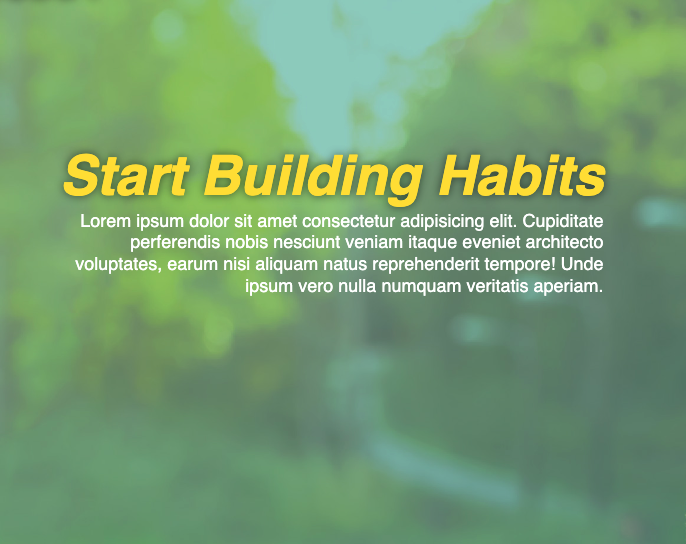 Start Building Habits
Lorem ipsum dolor sit amet consectetur adipisicing elit. Cupiditate
perferendis nobis nesciunt veniam itaque eveniet architecto
voluptates, earum nisi aliquam natus reprehenderit tempore! Unde
ipsum vero nulla numquam veritatis aperiam.